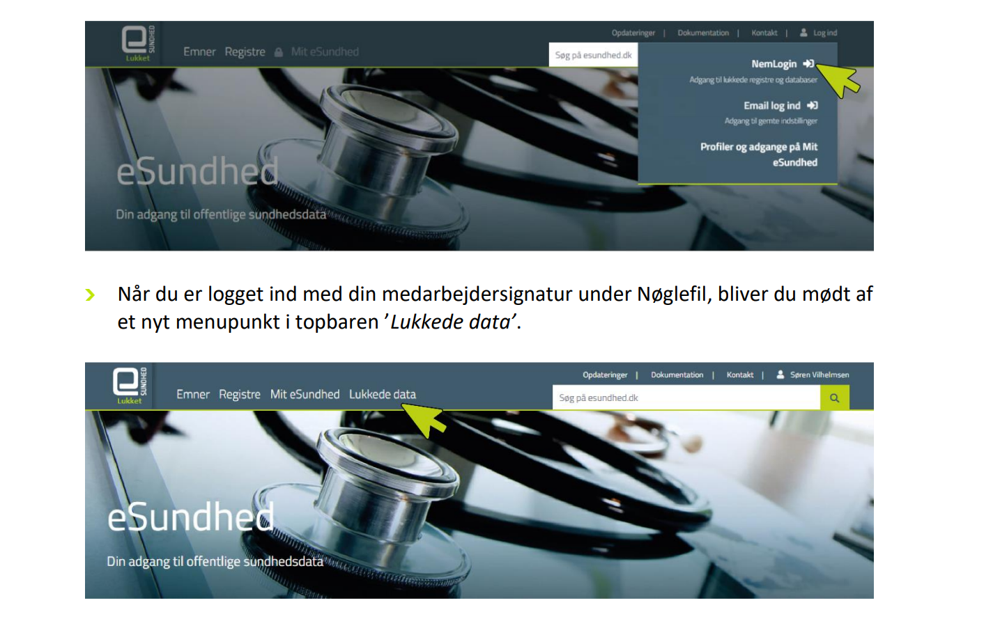 SUNDHED
Lukket
Emner Registre Mit eSundhed
Opdateringer | Dokumentation | Kontakt | Log ind
Søg på esundhed.dk
NemLogin
Adgang til lukkede registre og databaser
Email log ind
Adgang til gemte indstillinger
Profiler og adgange på Mit
eSundhed
eSundhed
Din adgang til offentlige sundhedsdata
Når du er logget ind med din medarbejdersignatur under Nøglefil, bliver du mødt af
et nyt menupunkt i topbaren ’Lukkede data’.
SUNDHED
Lukket
Emner Registre Mit eSundhed Lukkede data
Opdateringer | Dokumentation | Kontakt | Søren Vilhelmsen
Søg på esundhed.dk
eSundhed
Din adgang til offentlige sundhedsdata